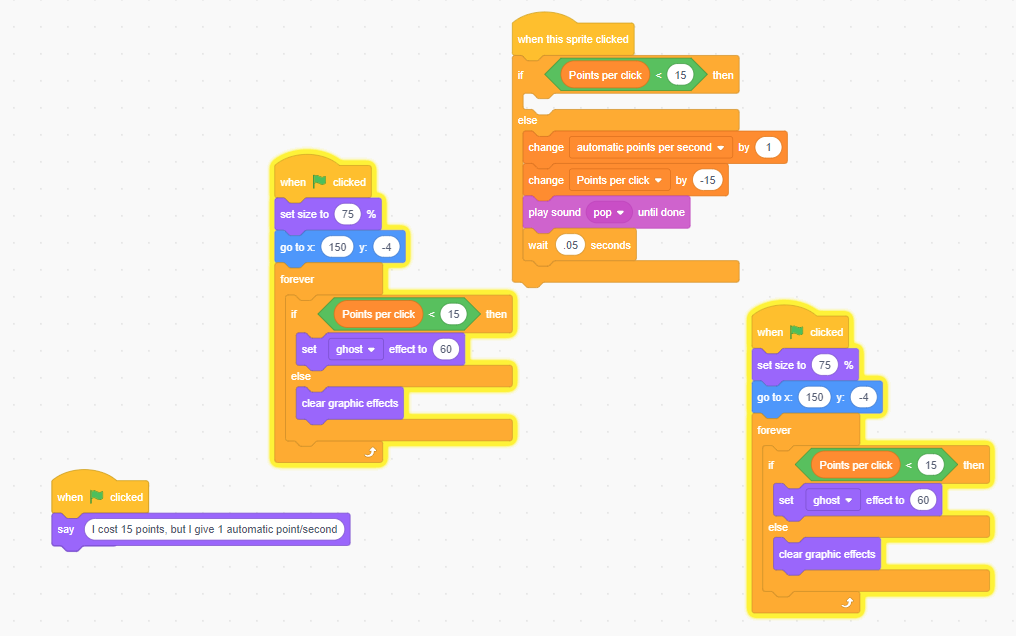 when this sprite clicked
if Points per click < 15 then
else
change automatic points per second by 1
change Points per click by -15
play sound pop until done
wait .05 seconds
when clicked
set size to 75 %
go to x: 150 y: -4
forever
if Points per click < 15 then
set ghost effect to 60
else
clear graphic effects
when clicked
say I cost 15 points, but I give 1 automatic point/second
when clicked
set size to 75 %
go to x: 150 y: -4
forever
if Points per click < 15 then
set ghost effect to 60
else
clear graphic effects